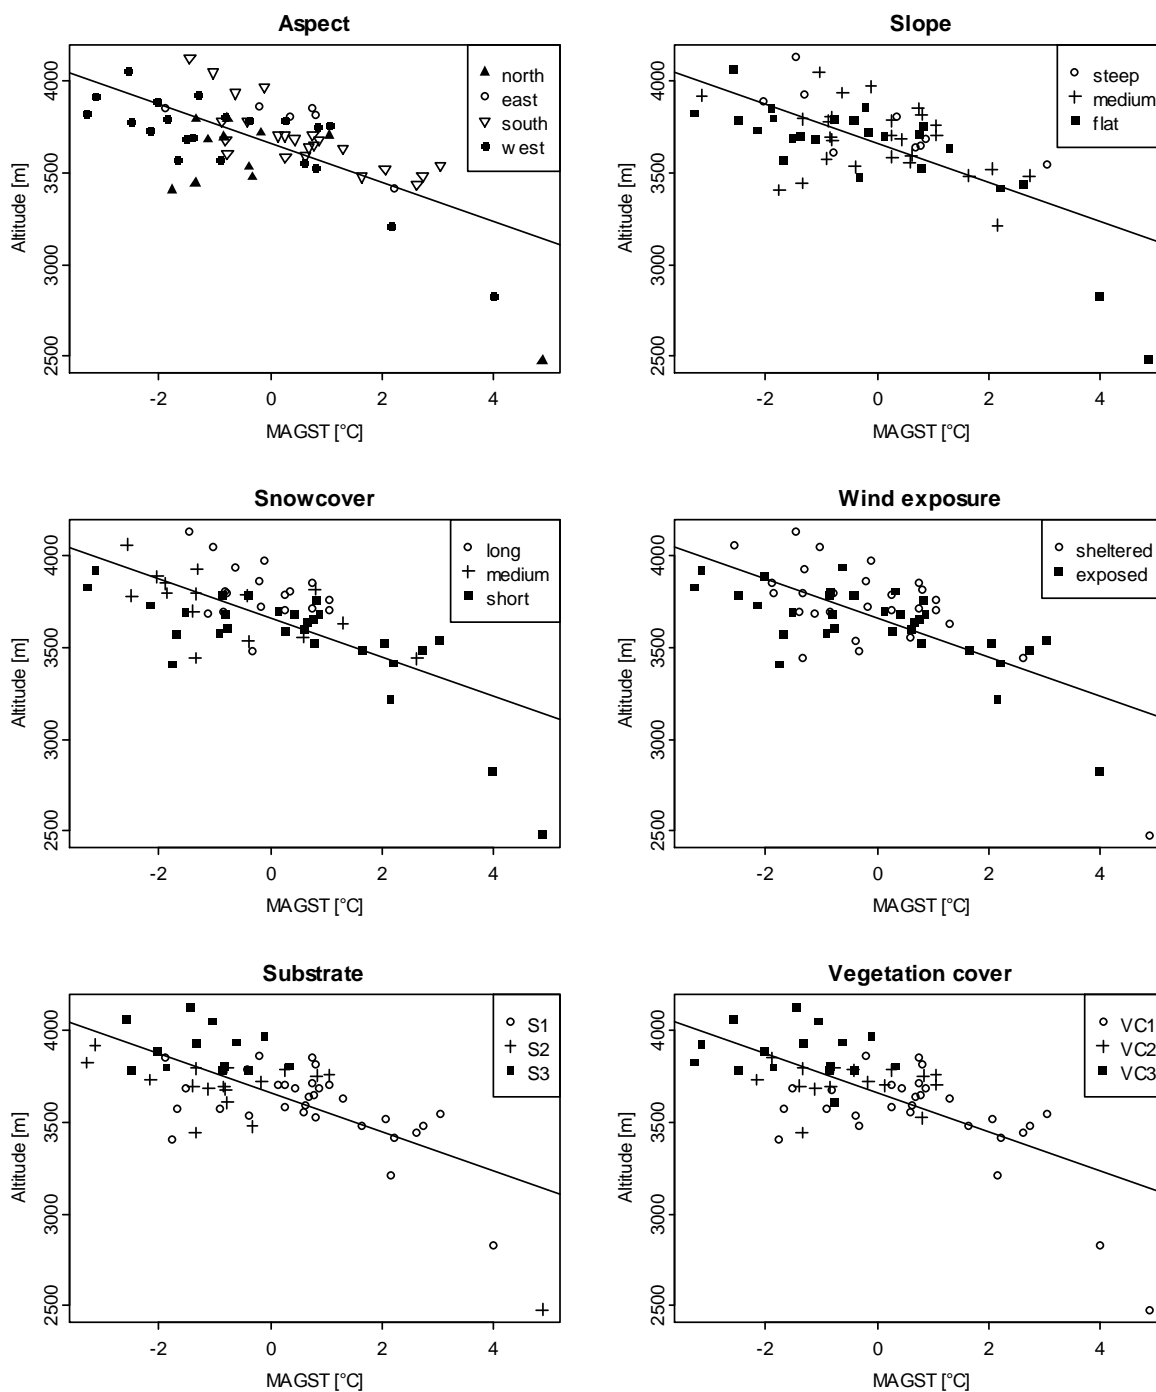 Aspect
4000
3500
3000
2500
Altitude [m]
-2 0 2 4
MAGST [°C]
north
east
south
west
Slope
4000
3500
3000
2500
Altitude [m]
-2 0 2 4
MAGST [°C]
steep
medium
flat
Snowcover
4000
3500
3000
2500
Altitude [m]
-2 0 2 4
MAGST [°C]
long
medium
short
Wind exposure
4000
3500
3000
2500
Altitude [m]
-2 0 2 4
MAGST [°C]
sheltered
exposed
Substrate
4000
3500
3000
2500
Altitude [m]
-2 0 2 4
MAGST [°C]
S1
S2
S3
Vegetation cover
4000
3500
3000
2500
Altitude [m]
-2 0 2 4
MAGST [°C]
VC1
VC2
VC3